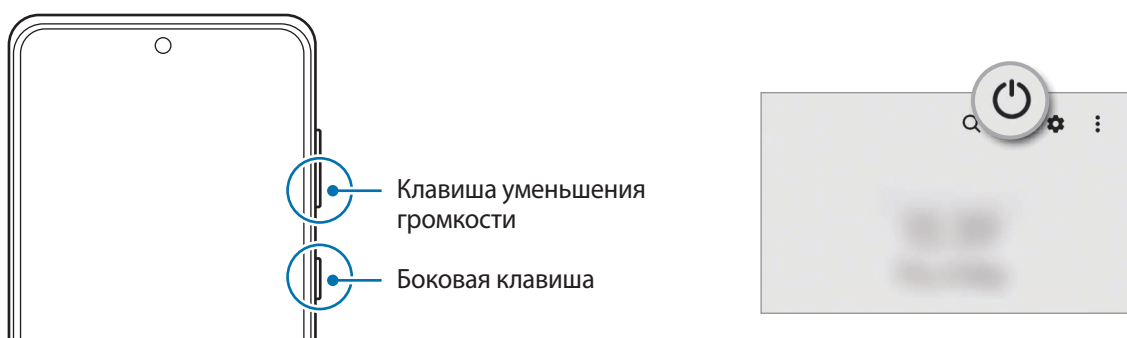 Клавиша уменьшения
громкости
Боковая клавиша